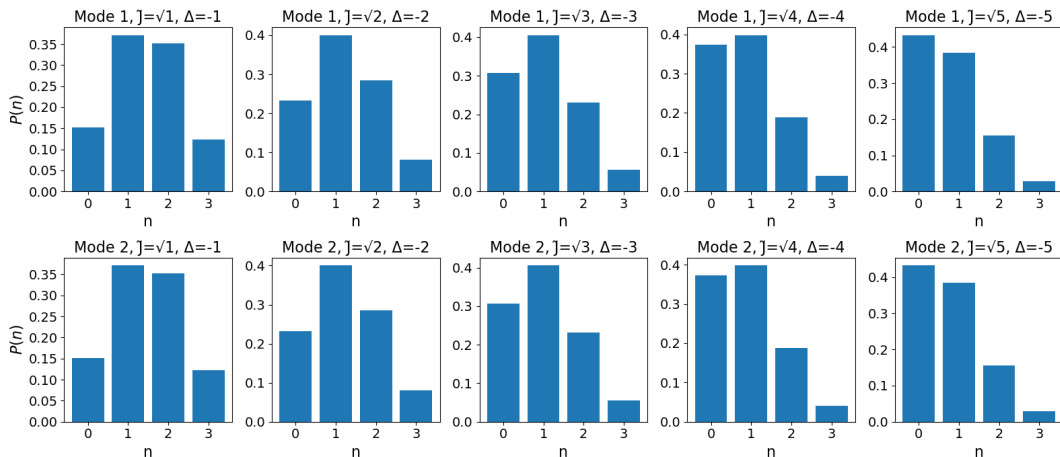 Mode 1, J̃=√1, Δ=-1
Mode 1, J̃=√2, Δ=-2
Mode 1, J̃=√3, Δ=-3
Mode 1, J̃=√4, Δ=-4
Mode 1, J̃=√5, Δ=-5
P(n)
0.35
0.30
0.25
0.20
0.15
0.10
0.05
0.00
0.4
0.3
0.2
0.1
0.0
0.4
0.3
0.2
0.1
0.0
0.4
0.3
0.2
0.1
0.0
0.4
0.3
0.2
0.1
0.0
0 1 2 3
0 1 2 3
0 1 2 3
0 1 2 3
0 1 2 3
n
n
n
n
n
Mode 2, J̃=√1, Δ=-1
Mode 2, J̃=√2, Δ=-2
Mode 2, J̃=√3, Δ=-3
Mode 2, J̃=√4, Δ=-4
Mode 2, J̃=√5, Δ=-5
P(n)
0.35
0.30
0.25
0.20
0.15
0.10
0.05
0.00
0.4
0.3
0.2
0.1
0.0
0.4
0.3
0.2
0.1
0.0
0.4
0.3
0.2
0.1
0.0
0.4
0.3
0.2
0.1
0.0
0 1 2 3
0 1 2 3
0 1 2 3
0 1 2 3
0 1 2 3
n
n
n
n
n